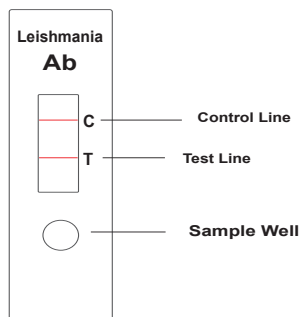 Leishmania
Ab
C
Control Line
T
Test Line
Sample Well